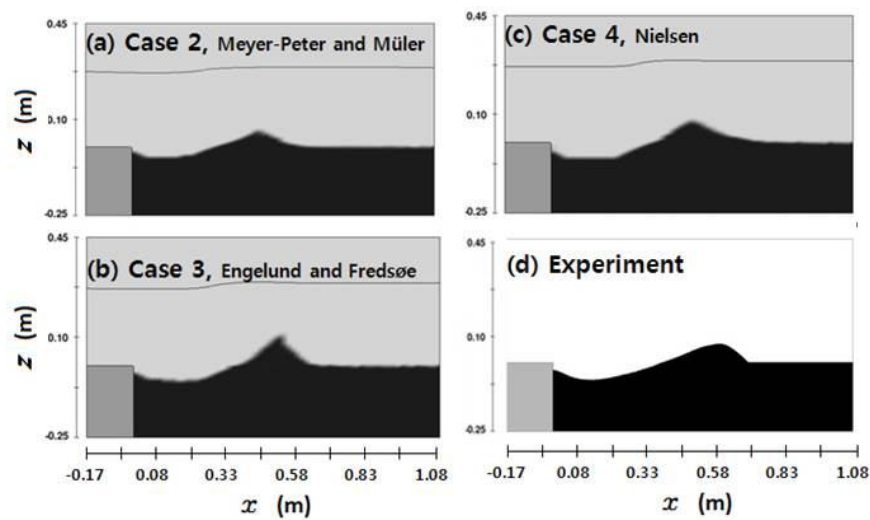 (a) Case 2, Meyer-Peter and Müler
0.45
0.10
-0.25
z (m)
(b) Case 3, Engelund and Fredsøe
0.45
0.10
-0.25
z (m)
-0.17 0.08 0.33 0.58 0.83 1.08
x (m)
(c) Case 4, Nielsen
0.45
0.10
-0.25
(d) Experiment
0.45
0.10
-0.25
-0.17 0.08 0.33 0.58 0.83 1.08
x (m)